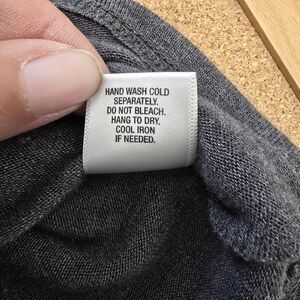 HAND WASH COLD
SEPARATELY.
DO NOT BLEACH.
HANG TO DRY.
COOL IRON
IF NEEDED.